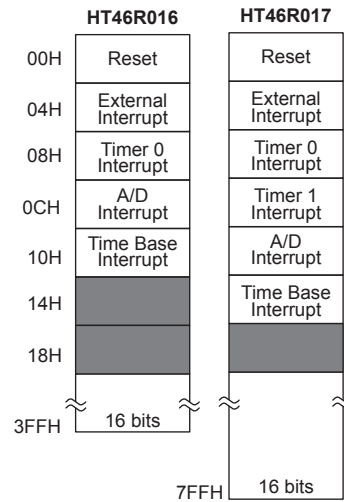 HT46R016 HT46R017
00H Reset Reset
04H External Interrupt External Interrupt
08H Timer 0 Interrupt Timer 0 Interrupt
0CH A/D Interrupt Timer 1 Interrupt
10H Time Base Interrupt A/D Interrupt
14H Time Base Interrupt
18H
3FFH 16 bits
7FFH 16 bits